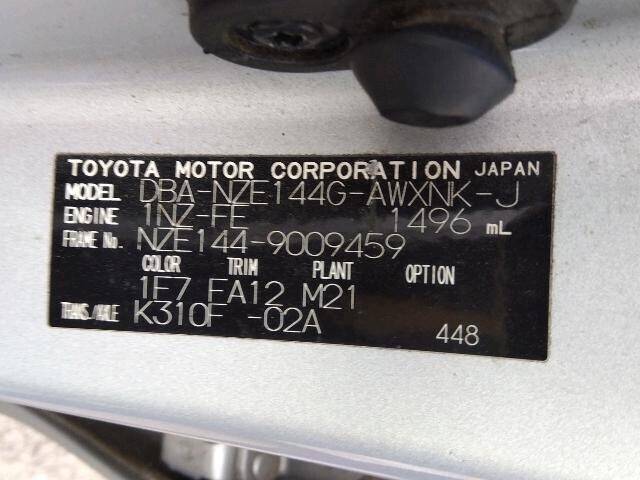 TOYOTA MOTOR CORPORATION JAPAN
MODEL DBA-NZE144G-AWXNK-J
ENGINE 1NZ-FE 1496 mL
FRAME No. NZE144-9009459
COLOR TRIM PLANT OPTION
1F7 FA12 M21
TRANS./AXLE K310F -02A
448